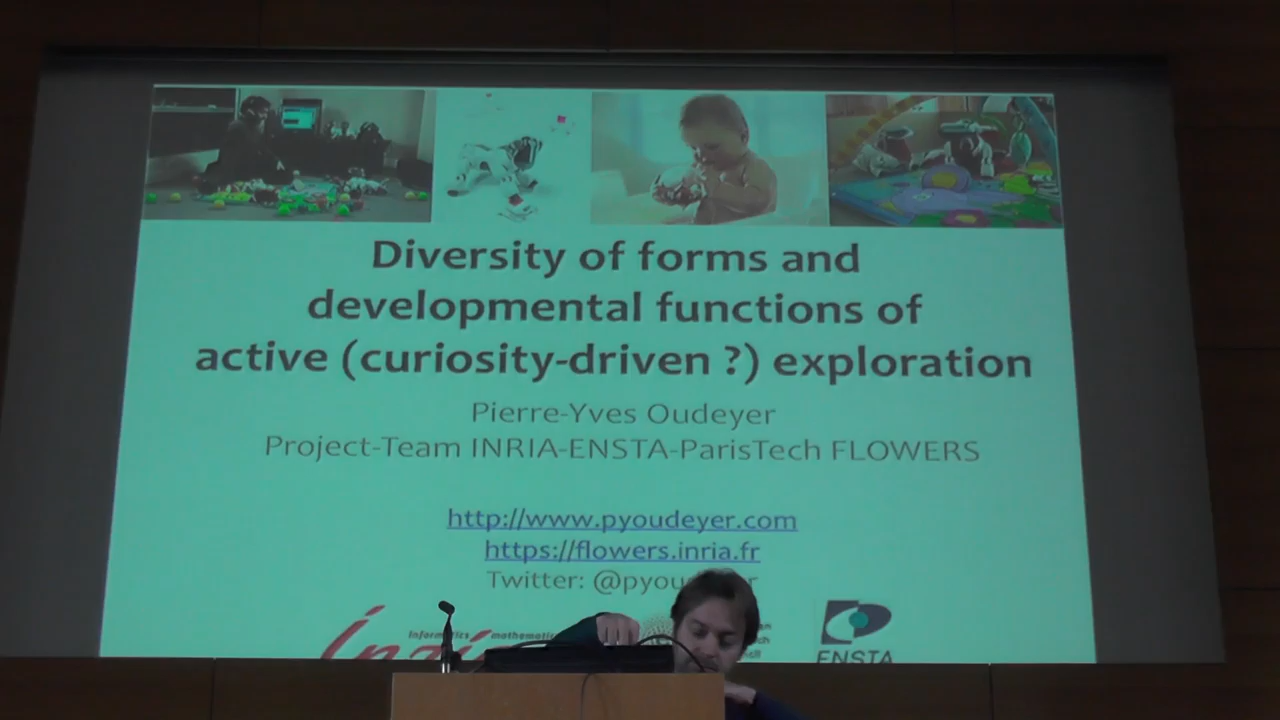 Diversity of forms and
developmental functions of
active (curiosity-driven ?) exploration
Pierre-Yves Oudeyer
Project-Team INRIA-ENSTA-ParisTech FLOWERS
http://www.pyoudeyer.com
https://flowers.inria.fr
Twitter:
ENSTA